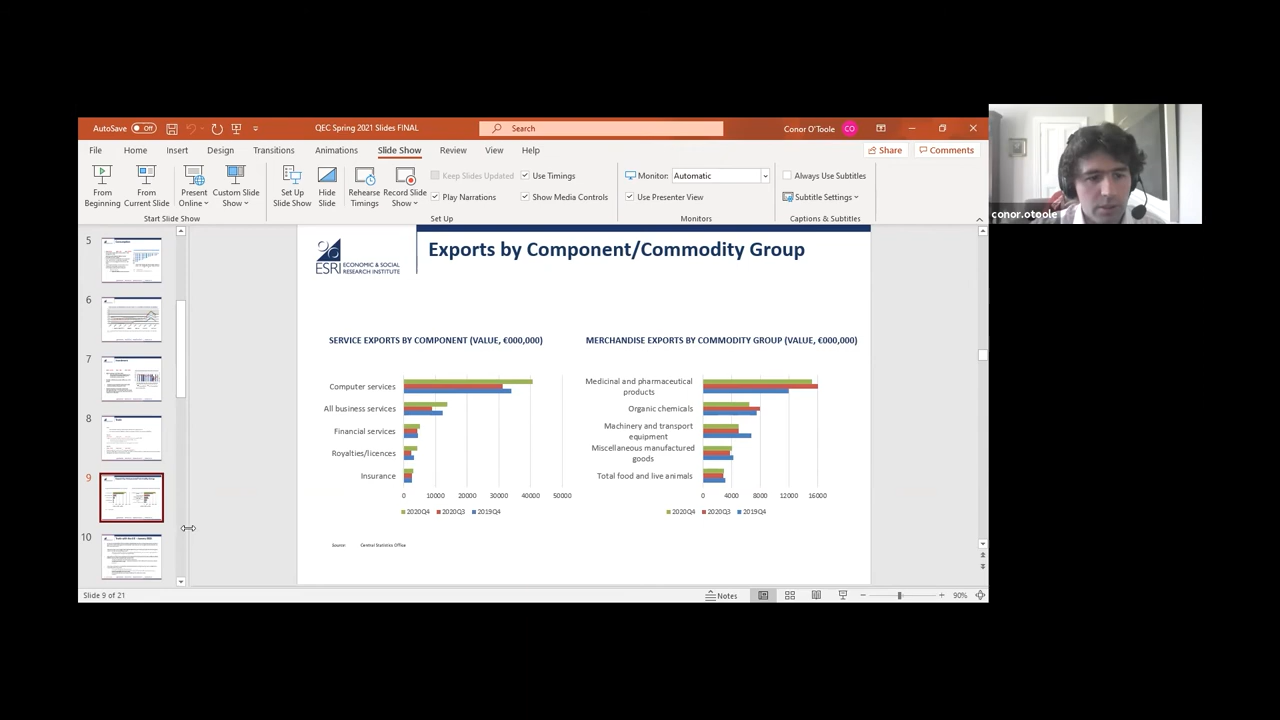 AutoSave Off
QEC Spring 2021 Slides FINAL
Search
Conor O'Toole CO
File Home Insert Design Transitions Animations Slide Show Review View Help
Share Comments
From Beginning
From Current Slide
Present Online
Custom Slide Show
Start Slide Show
Set Up Slide Show
Hide Slide
Rehearse Timings
Record Slide Show
Keep Slides Updated
Play Narrations
Use Timings
Show Media Controls
Set Up
Monitor: Automatic
Use Presenter View
Monitors
Always Use Subtitles
Subtitle Settings
Captions & Subtitles
conor.otoole
5
6
7
8
9
10
ESRI ECONOMIC & SOCIAL
RESEARCH INSTITUTE
Exports by Component/Commodity Group
SERVICE EXPORTS BY COMPONENT (VALUE, €000,000)
Computer services
All business services
Financial services
Royalties/licences
Insurance
0 10000 20000 30000 40000 50000
2020Q4 2020Q3 2019Q4
MERCHANDISE EXPORTS BY COMMODITY GROUP (VALUE, €000,000)
Medicinal and pharmaceutical
products
Organic chemicals
Machinery and transport
equipment
Miscellaneous manufactured
goods
Total food and live animals
0 4000 8000 12000 16000
2020Q4 2020Q3 2019Q4
Source: Central Statistics Office
Slide 9 of 21
Notes
90%